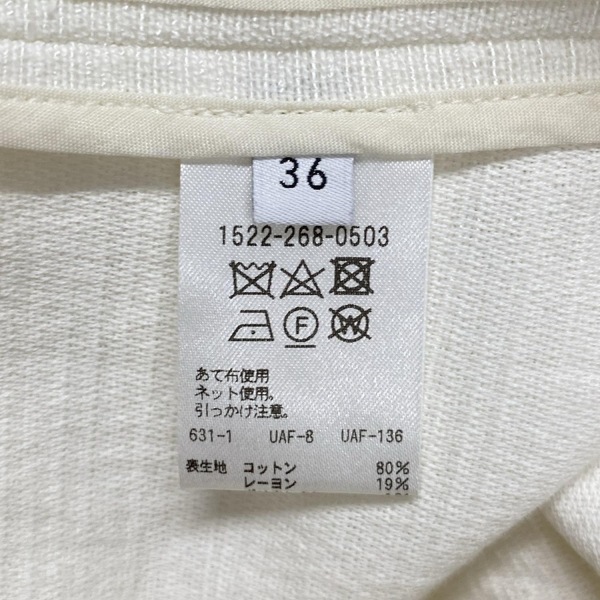 36
1522-268-0503
F
W
あて布使用
ネット使用。
引っかけ注意。
631-1 UAF-8 UAF-136
表生地 コットン 80%
レーヨン 19%